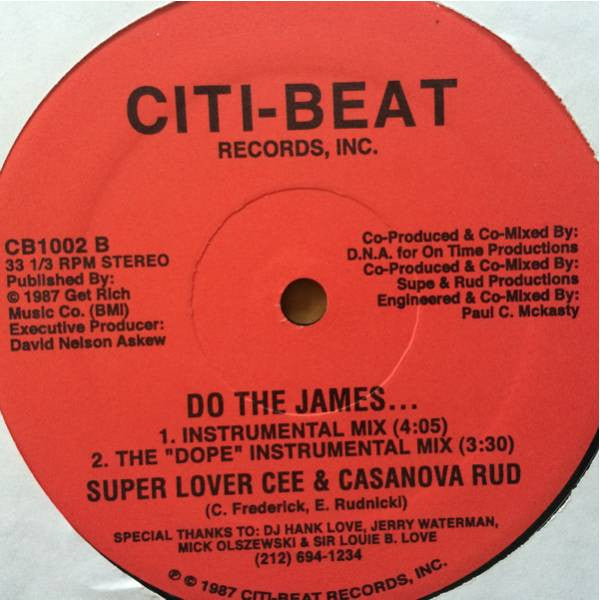 CITI-BEAT
RECORDS, INC.
CB1002 B
33 1/3 RPM STEREO
Published By:
© 1987 Get Rich
Music Co. (BMI)
Executive Producer:
David Nelson Askew
Co-Produced & Co-Mixed By:
D.N.A. for On Time Productions
Co-Produced & Co-Mixed By:
Supe & Rud Productions
Engineered & Co-Mixed By:
Paul C. Mckasty
DO THE JAMES...
1. INSTRUMENTAL MIX (4:05)
2. THE "DOPE" INSTRUMENTAL MIX (3:30)
SUPER LOVER CEE & CASANOVA RUD
(C. Frederick, E. Rudnicki)
SPECIAL THANKS TO: DJ HANK LOVE, JERRY WATERMAN,
MICK OLSZEWSKI & SIR LOUIE B. LOVE
(212) 694-1234
℗ © 1987 CITI-BEAT RECORDS, INC.